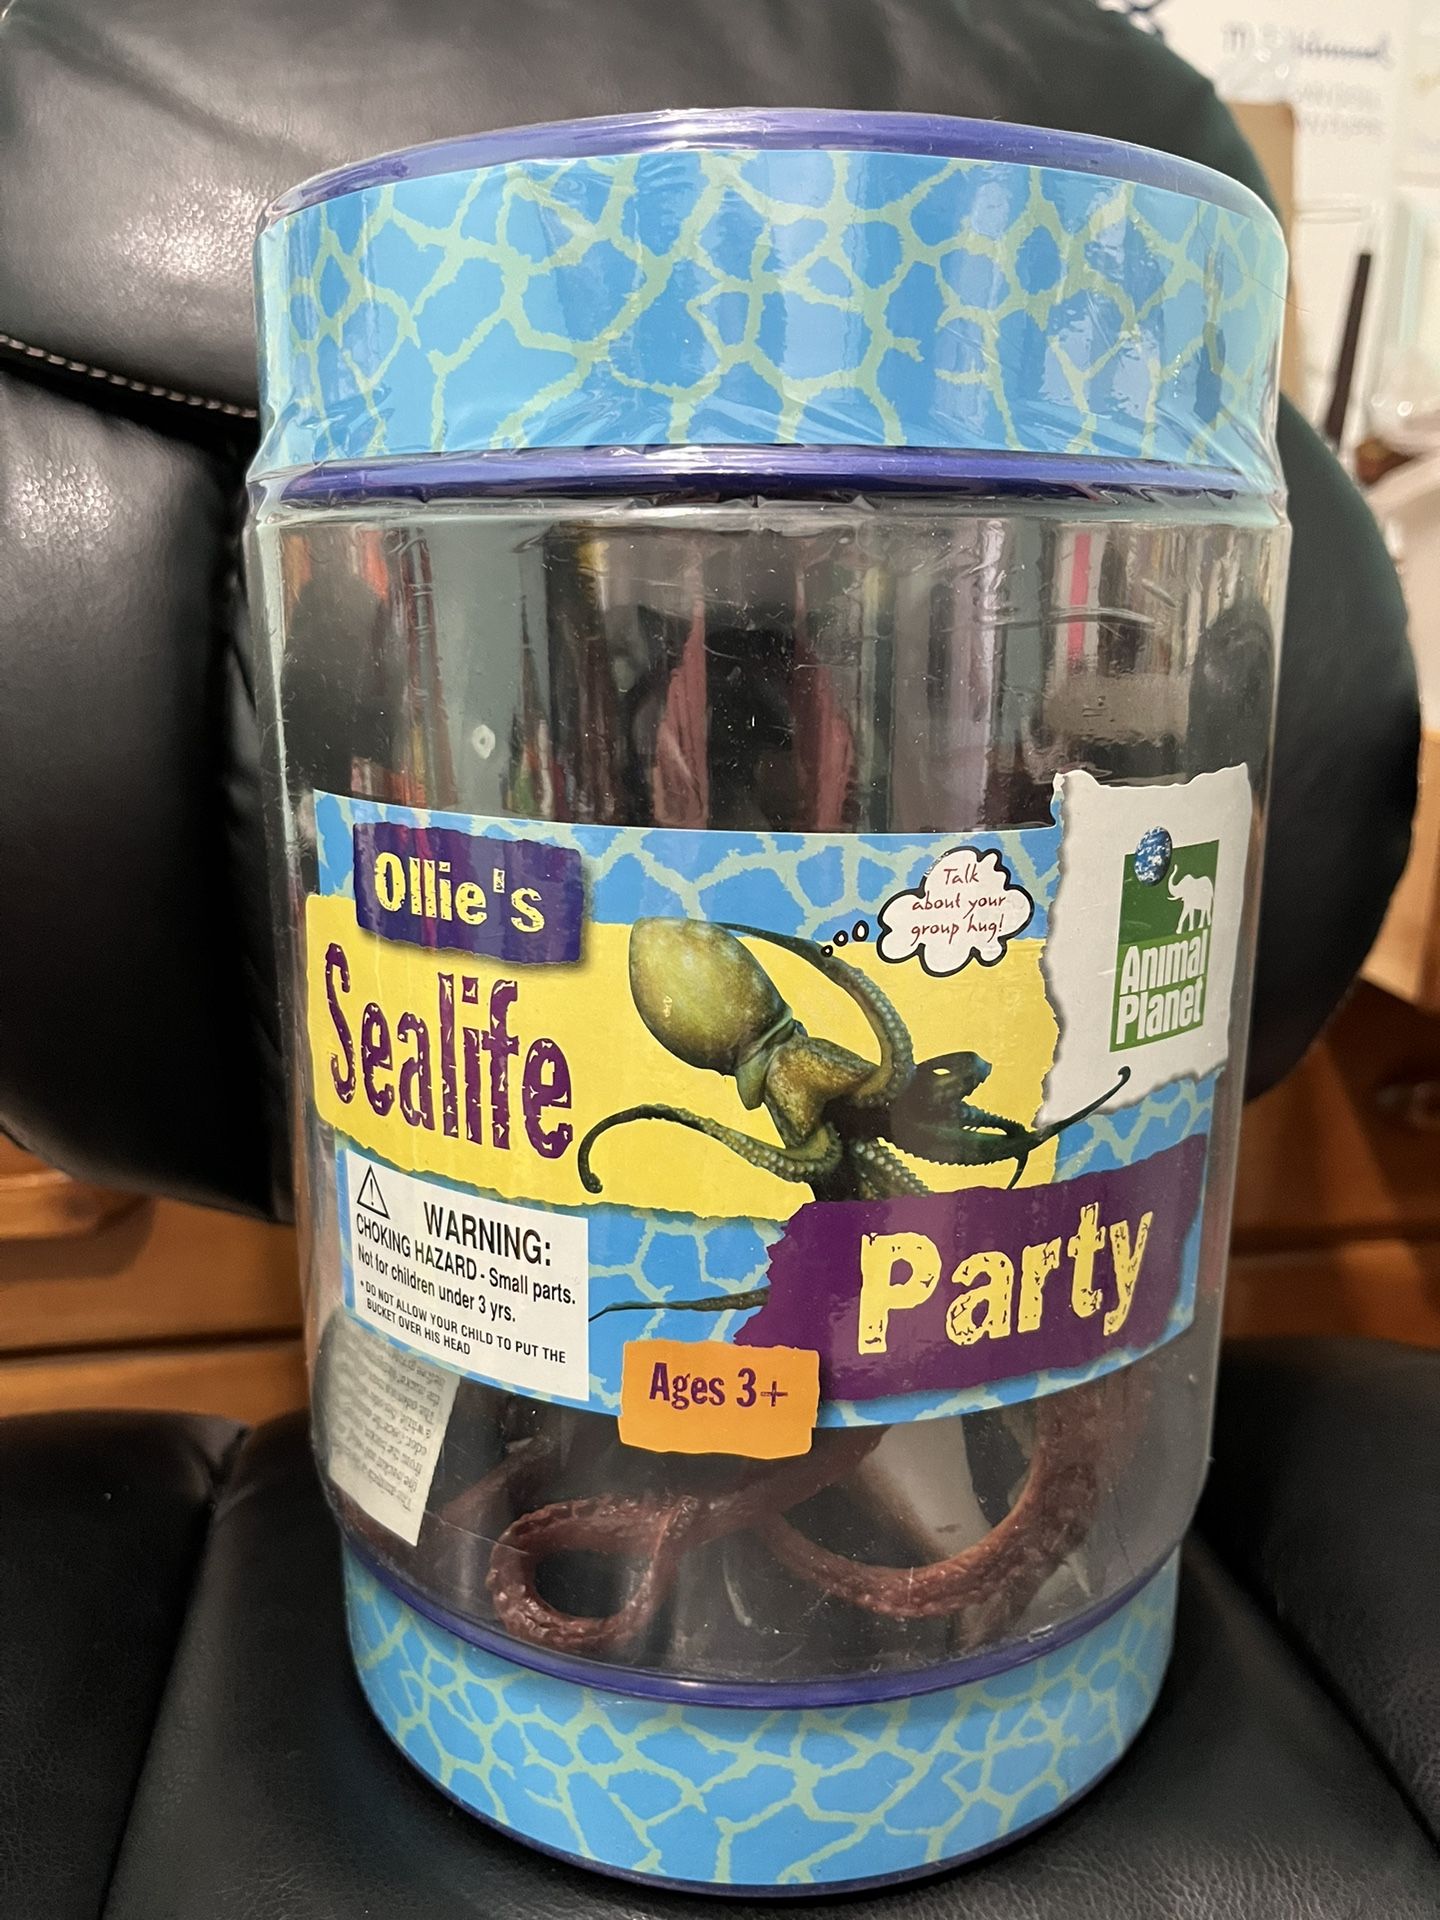 Ollie's
Sealife
Talk
about your
group hug!
Animal
Planet
WARNING:
CHOKING HAZARD - Small parts.
Not for children under 3 yrs.
• DO NOT ALLOW YOUR CHILD TO PUT THE
BUCKET OVER HIS HEAD
Party
Ages 3+